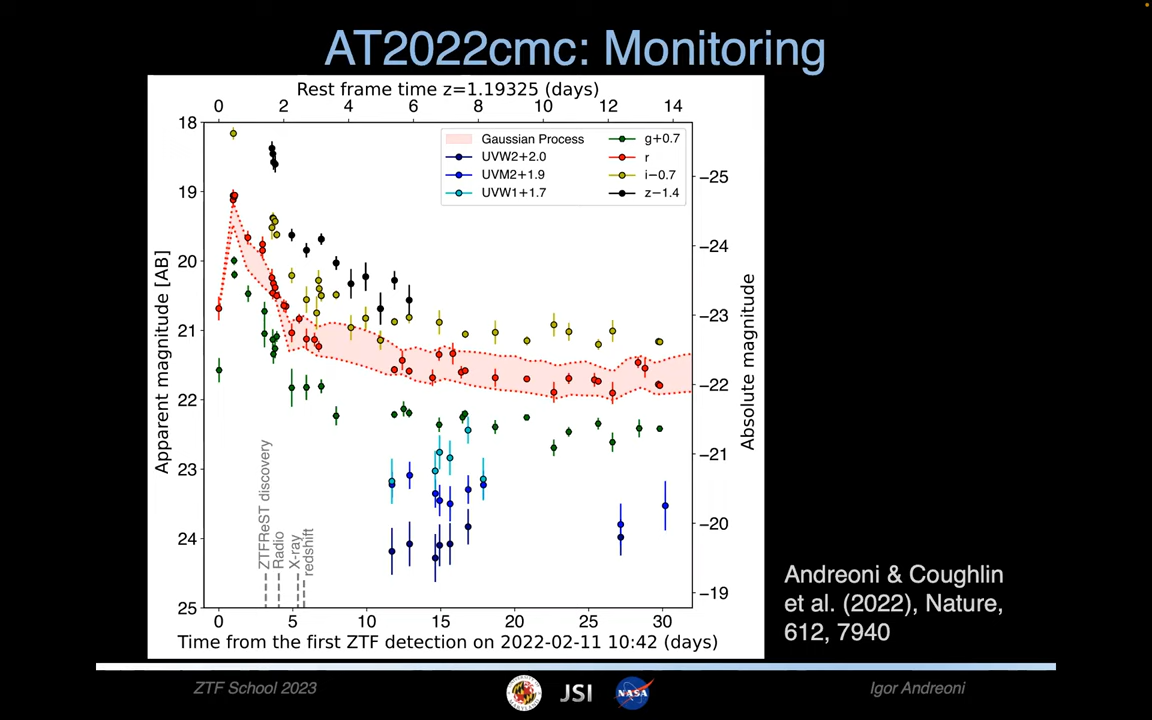 AT2022cmc: Monitoring
Rest frame time z=1.19325 (days)
0 2 4 6 8 10 12 14
Gaussian Process
UVW2+2.0
UVM2+1.9
UVW1+1.7
g+0.7
r
i−0.7
z−1.4
Apparent magnitude [AB]
18
19
20
21
22
23
24
25
−25
−24
−23
−22
−21
−20
−19
Absolute magnitude
ZTFReST discovery
Radio
X-ray
redshift
0 5 10 15 20 25 30
Time from the first ZTF detection on 2022-02-11 10:42 (days)
Andreoni & Coughlin
et al. (2022), Nature,
612, 7940
ZTF School 2023
JSI
NASA
Igor Andreoni